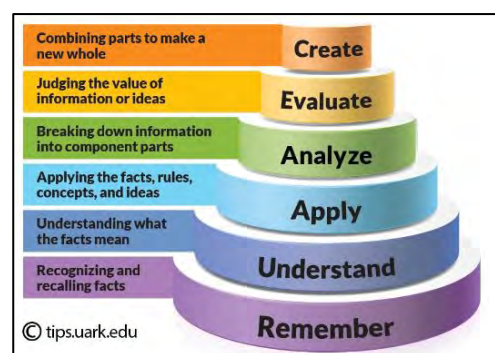 Combining parts to make a
new whole
Create
Judging the value of
information or ideas
Evaluate
Breaking down information
into component parts
Analyze
Applying the facts, rules,
concepts, and ideas
Apply
Understanding what
the facts mean
Understand
Recognizing and
recalling facts
Remember
© tips.uark.edu